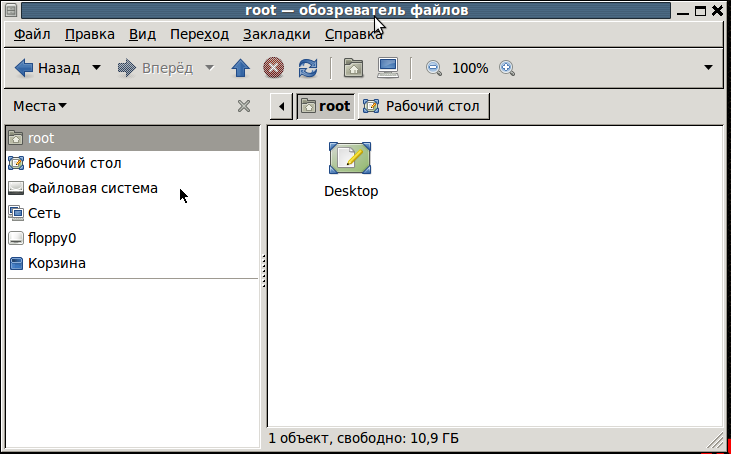 root — обозреватель файлов
Файл Правка Вид Переход Закладки Справка
Назад Вперёд 100%
Места root Рабочий стол
root
Рабочий стол
Файловая система
Сеть
floppy0
Корзина
Desktop
1 объект, свободно: 10,9 ГБ